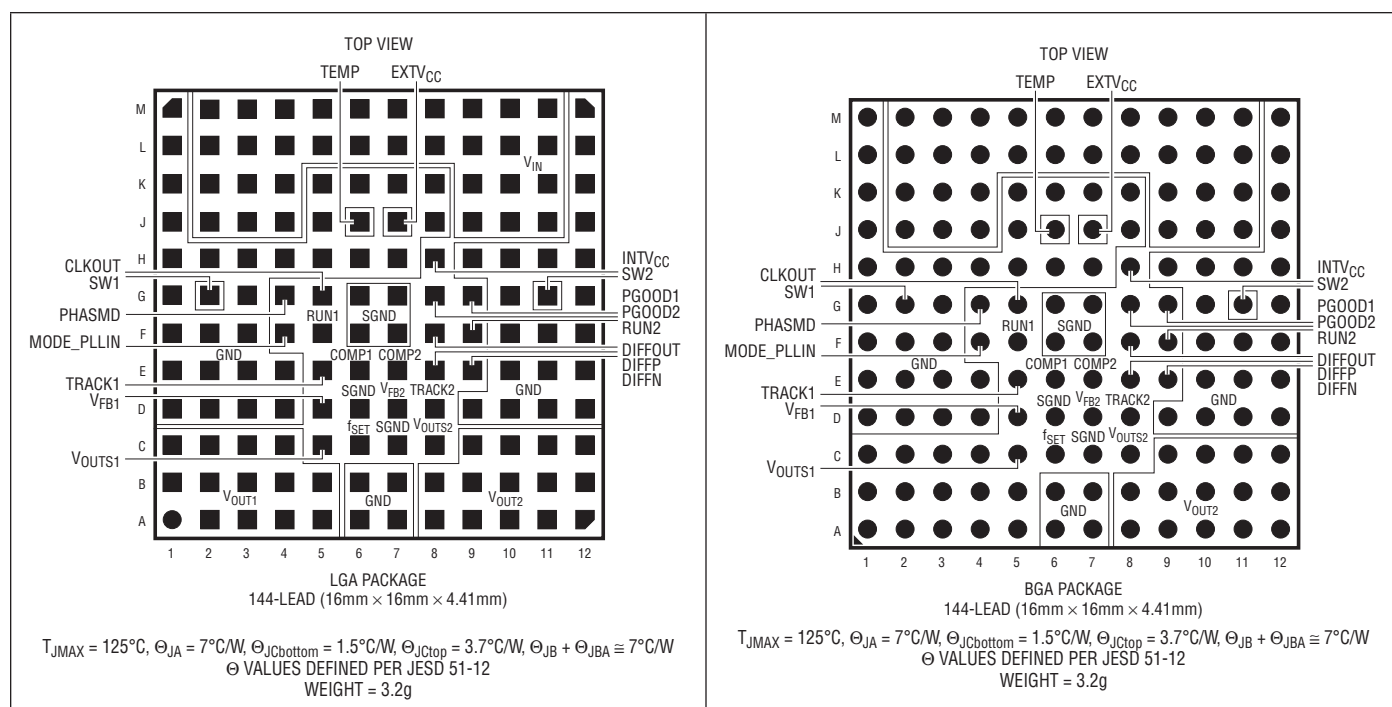 TOP VIEW
TEMP EXTVCC
M
L
VIN
K
J
H
CLKOUT
SW1
INTVCC
SW2
G
PHASMD
RUN1 SGND
PGOOD1
PGOOD2
RUN2
F
MODE_PLLIN
GND COMP1 COMP2
DIFFOUT
DIFFP
DIFFN
E
TRACK1
SGND VFB2 TRACK2 GND
VFB1
D
fSET SGND VOUTS2
C
VOUTS1
B
VOUT1 GND VOUT2
A
1 2 3 4 5 6 7 8 9 10 11 12
LGA PACKAGE
144-LEAD (16mm × 16mm × 4.41mm)
TJMAX = 125°C, ΘJA = 7°C/W, ΘJCbottom = 1.5°C/W, ΘJCtop = 3.7°C/W, ΘJB + ΘJBA ≅ 7°C/W
Θ VALUES DEFINED PER JESD 51-12
WEIGHT = 3.2g
TOP VIEW
TEMP EXTVCC
M
L
K
J
H
CLKOUT
SW1
INTVCC
SW2
G
PHASMD
RUN1 SGND
PGOOD1
PGOOD2
RUN2
F
MODE_PLLIN
GND COMP1 COMP2
DIFFOUT
DIFFP
DIFFN
E
TRACK1
SGND VFB2 TRACK2 GND
VFB1
D
fSET SGND VOUTS2
C
VOUTS1
B
GND VOUT2
A
1 2 3 4 5 6 7 8 9 10 11 12
BGA PACKAGE
144-LEAD (16mm × 16mm × 4.41mm)
TJMAX = 125°C, ΘJA = 7°C/W, ΘJCbottom = 1.5°C/W, ΘJCtop = 3.7°C/W, ΘJB + ΘJBA ≅ 7°C/W
Θ VALUES DEFINED PER JESD 51-12
WEIGHT = 3.2g